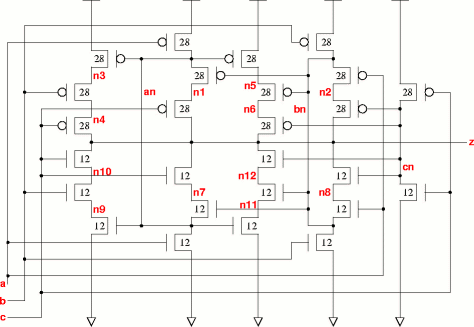 28 28
n3 28 28 n5 28 n2
28 an n1 28 bn 28 28
n4 n6
28 28 28 28
z
12 12 cn
n10 12 n12 12 12
12 n7 12 n8
n9 12 n11 12 12
12 12
12 12
a
b
c